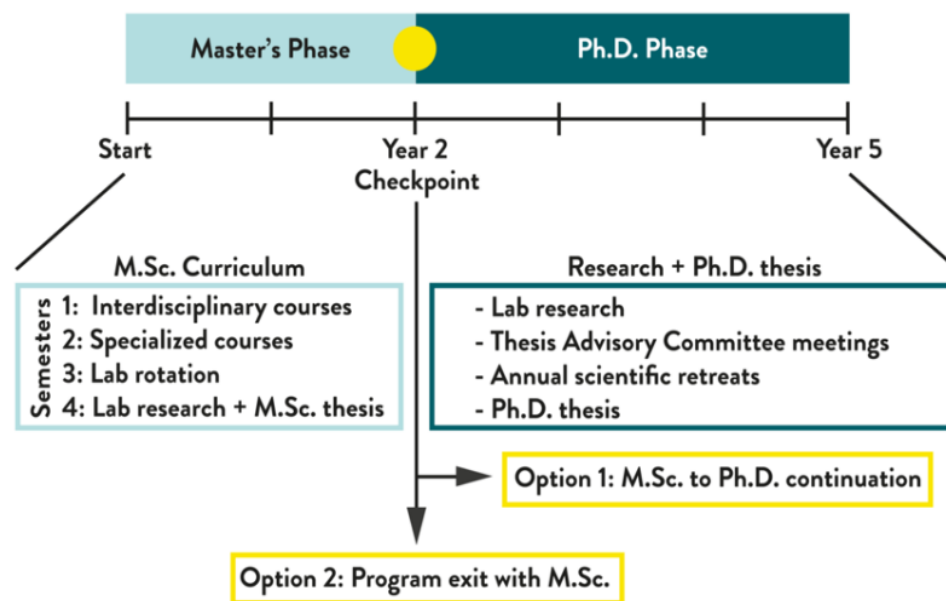 Master's Phase
Ph.D. Phase
Start
Year 2
Checkpoint
Year 5
M.Sc. Curriculum
Semesters
1: Interdisciplinary courses
2: Specialized courses
3: Lab rotation
4: Lab research + M.Sc. thesis
Research + Ph.D. thesis
- Lab research
- Thesis Advisory Committee meetings
- Annual scientific retreats
- Ph.D. thesis
Option 1: M.Sc. to Ph.D. continuation
Option 2: Program exit with M.Sc.